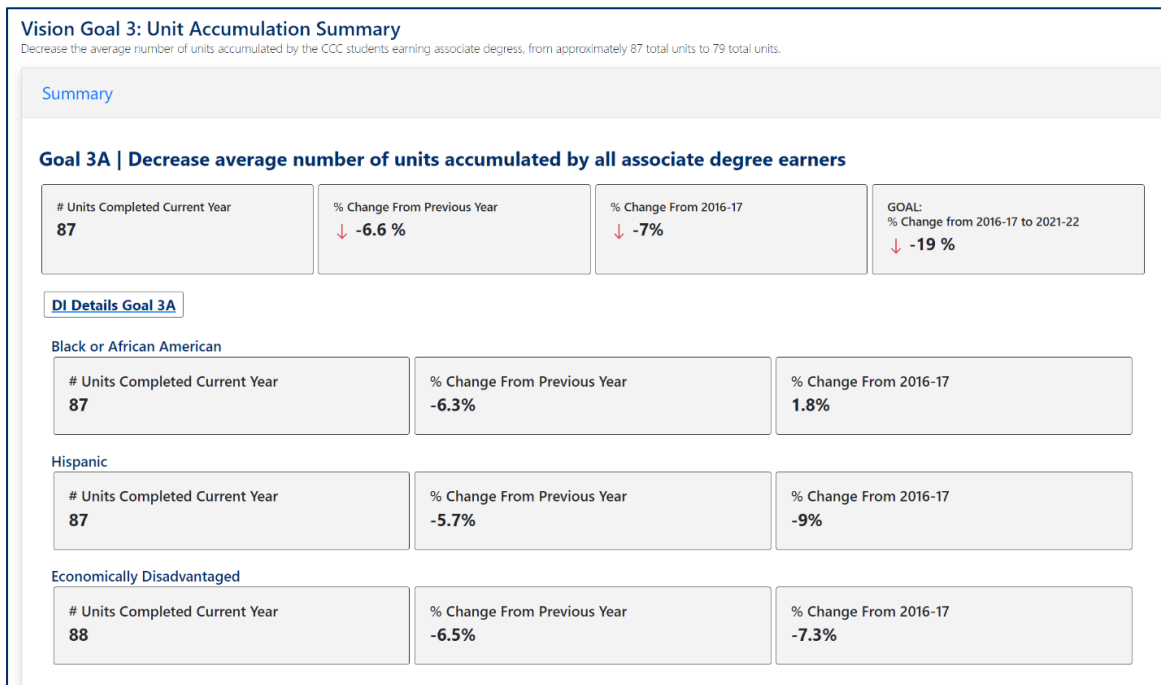 Vision Goal 3: Unit Accumulation Summary
Decrease the average number of units accumulated by the CCC students earning associate degress, from approximately 87 total units to 79 total units.
Summary
Goal 3A | Decrease average number of units accumulated by all associate degree earners
# Units Completed Current Year
87
% Change From Previous Year
↓ -6.6 %
% Change From 2016-17
↓ -7%
GOAL:
% Change from 2016-17 to 2021-22
↓ -19 %
DI Details Goal 3A
Black or African American
# Units Completed Current Year
87
% Change From Previous Year
-6.3%
% Change From 2016-17
1.8%
Hispanic
# Units Completed Current Year
87
% Change From Previous Year
-5.7%
% Change From 2016-17
-9%
Economically Disadvantaged
# Units Completed Current Year
88
% Change From Previous Year
-6.5%
% Change From 2016-17
-7.3%